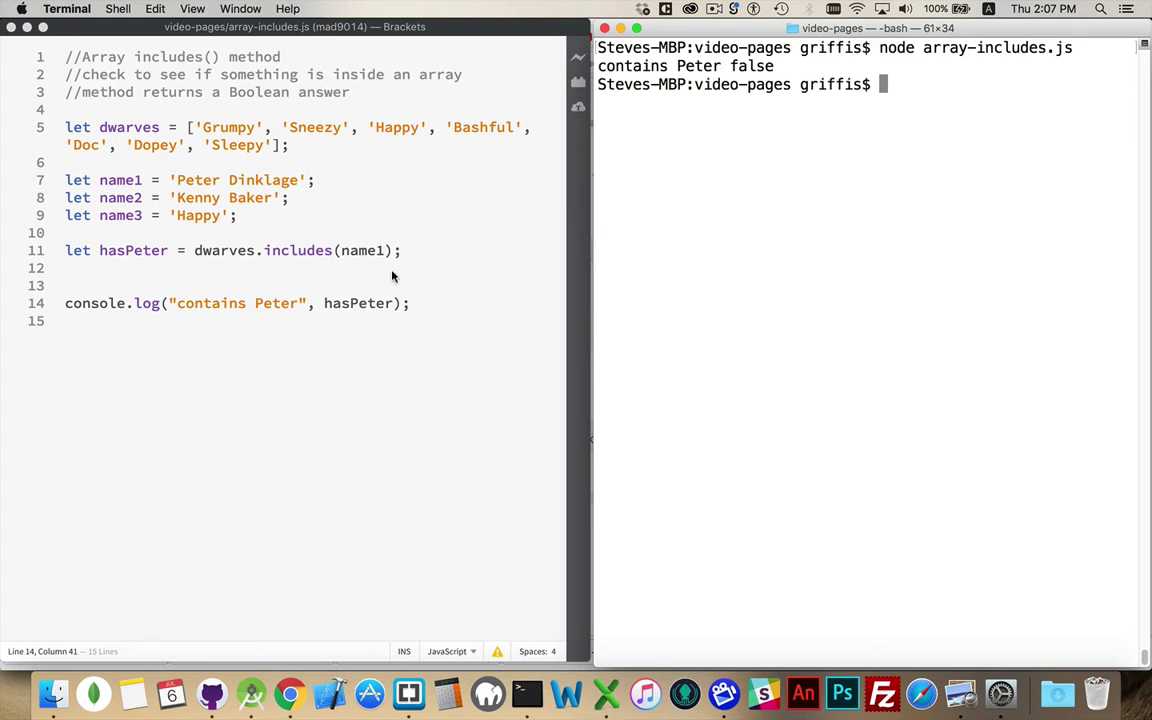 Terminal Shell Edit View Window Help 100% A Thu 2:07 PM
video-pages/array-includes.js (mad9014) — Brackets
video-pages — -bash — 61×34
1 //Array includes() method
2 //check to see if something is inside an array
3 //method returns a Boolean answer
4
5 let dwarves = ['Grumpy', 'Sneezy', 'Happy', 'Bashful',
'Doc', 'Dopey', 'Sleepy'];
6
7 let name1 = 'Peter Dinklage';
8 let name2 = 'Kenny Baker';
9 let name3 = 'Happy';
10
11 let hasPeter = dwarves.includes(name1);
12
13
14 console.log("contains Peter", hasPeter);
15
Line 14, Column 41 — 15 Lines
INS JavaScript Spaces: 4
Steves-MBP:video-pages griffis$ node array-includes.js
contains Peter false
Steves-MBP:video-pages griffis$
6 W X S An Ps FZ